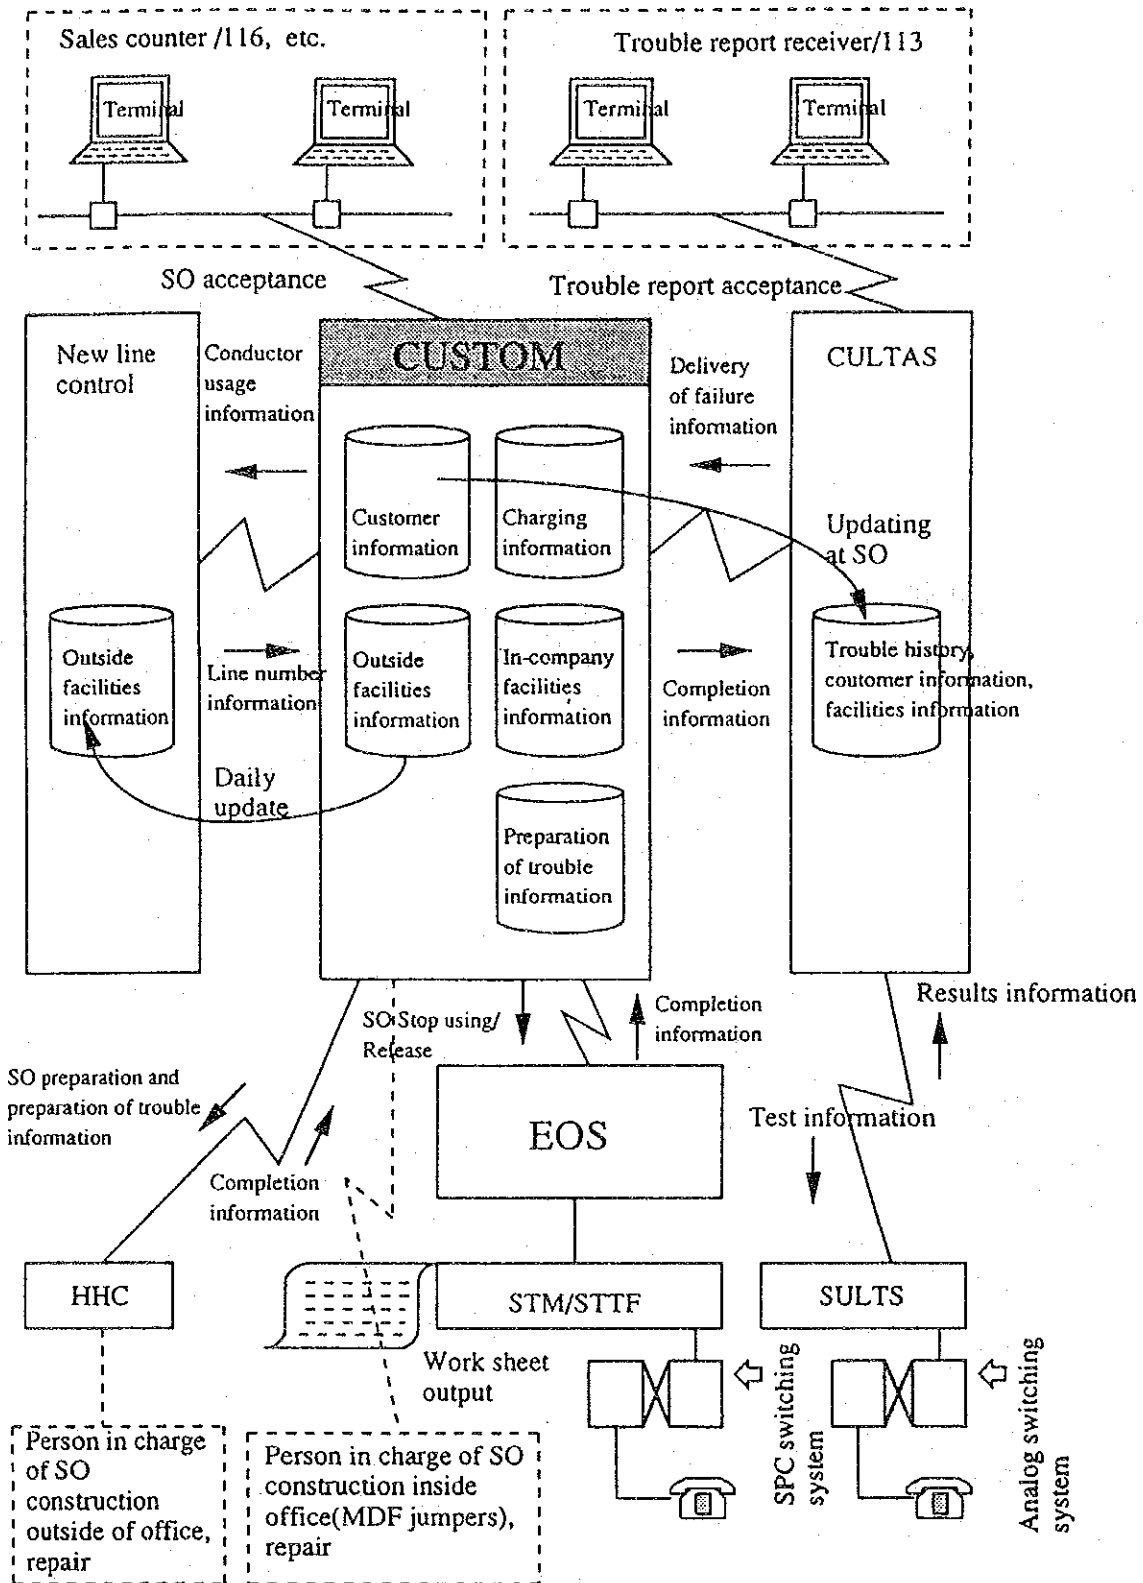 Sales counter /116, etc.
Trouble report receiver/113
Terminal
Terminal
Terminal
Terminal
SO acceptance
Trouble report acceptance
New line
control
Conductor
usage
information
CUSTOM
Delivery
of failure
information
CULTAS
Customer
information
Charging
information
Updating
at SO
Outside
facilities
information
Line number
information
Outside
facilities
information
In-company
facilities
information
Completion
information
Trouble history,
coutomer information,
facilities information
Daily
update
Preparation
of trouble
information
SO Stop using/
Release
Completion
information
Results information
SO preparation and
preparation of trouble
information
Completion
information
EOS
Test information
HHC
STM/STTF
SULTS
Work sheet
output
SPC switching
system
Analog switching
system
Person in charge
of SO
construction
outside of office,
repair
Person in charge of SO
construction inside
office(MDF jumpers),
repair